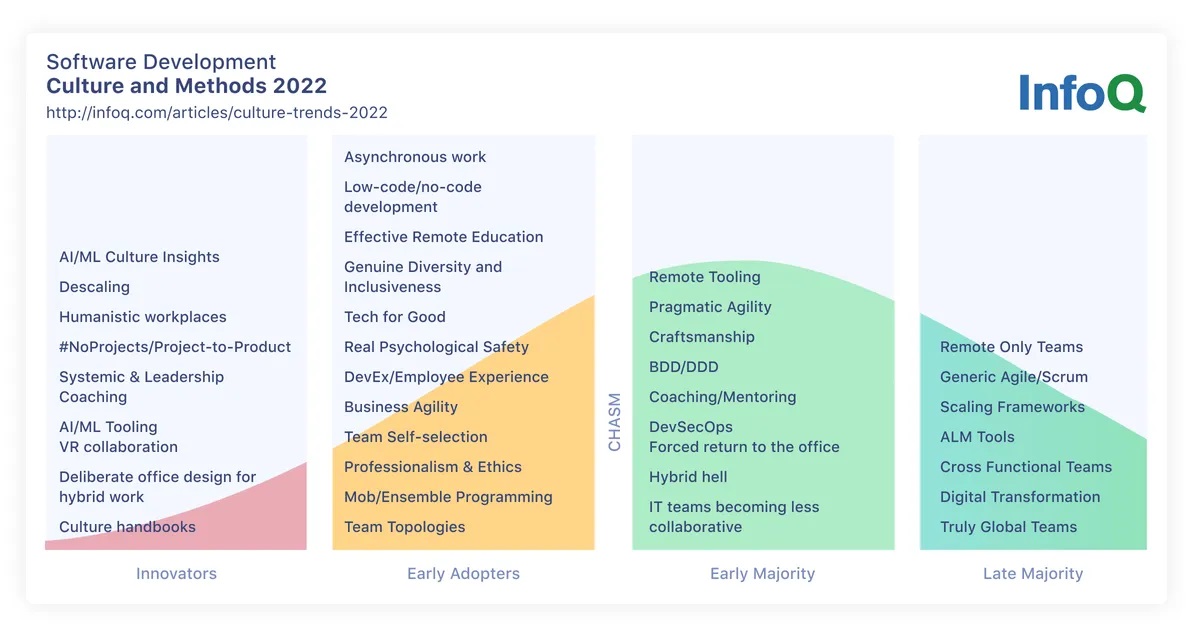 Software Development
Culture and Methods 2022
http://infoq.com/articles/culture-trends-2022
InfoQ
AI/ML Culture Insights
Descaling
Humanistic workplaces
#NoProjects/Project-to-Product
Systemic & Leadership
Coaching
AI/ML Tooling
VR collaboration
Deliberate office design for
hybrid work
Culture handbooks
Innovators
Asynchronous work
Low-code/no-code
development
Effective Remote Education
Genuine Diversity and
Inclusiveness
Tech for Good
Real Psychological Safety
DevEx/Employee Experience
Business Agility
Team Self-selection
Professionalism & Ethics
Mob/Ensemble Programming
Team Topologies
Early Adopters
CHASM
Remote Tooling
Pragmatic Agility
Craftsmanship
BDD/DDD
Coaching/Mentoring
DevSecOps
Forced return to the office
Hybrid hell
IT teams becoming less
collaborative
Early Majority
Remote Only Teams
Generic Agile/Scrum
Scaling Frameworks
ALM Tools
Cross Functional Teams
Digital Transformation
Truly Global Teams
Late Majority